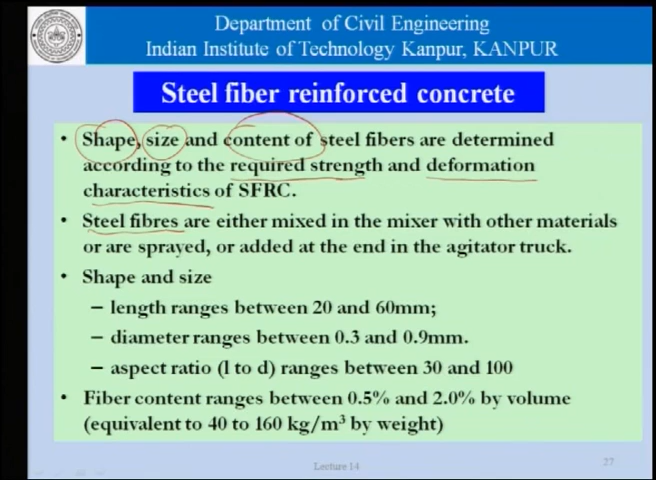 Department of Civil Engineering
Indian Institute of Technology Kanpur, KANPUR
Steel fiber reinforced concrete
• Shape, size and content of steel fibers are determined
according to the required strength and deformation
characteristics of SFRC.
• Steel fibres are either mixed in the mixer with other materials
or are sprayed, or added at the end in the agitator truck.
• Shape and size
– length ranges between 20 and 60mm;
– diameter ranges between 0.3 and 0.9mm.
– aspect ratio (l to d) ranges between 30 and 100
• Fiber content ranges between 0.5% and 2.0% by volume
(equivalent to 40 to 160 kg/m³ by weight)
Lecture 14
27